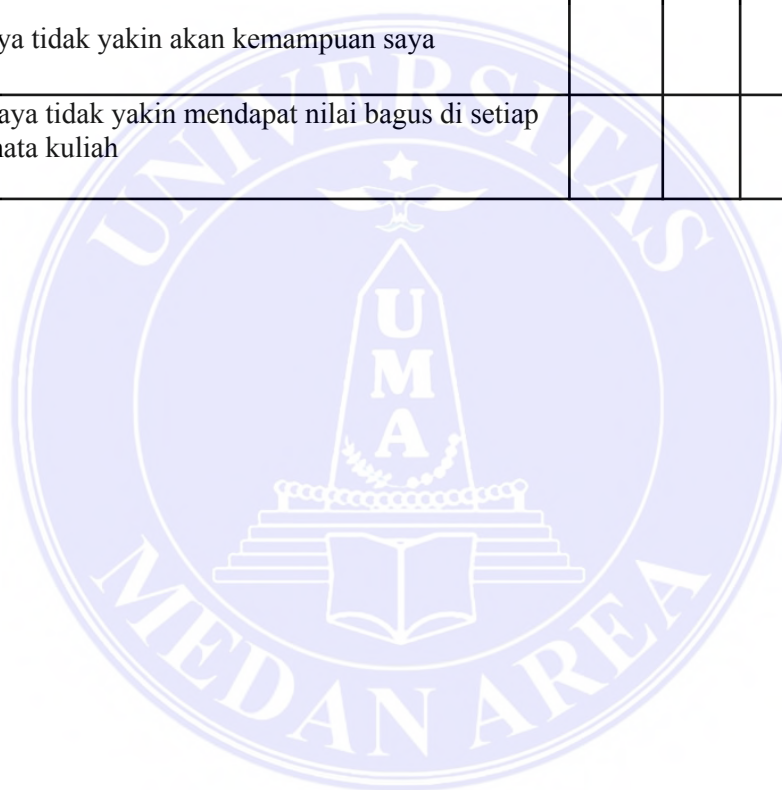 ya tidak yakin akan kemampuan saya
aya tidak yakin mendapat nilai bagus di setiap
ata kuliah
UNIVERSITAS
U
M
A
MEDAN AREA